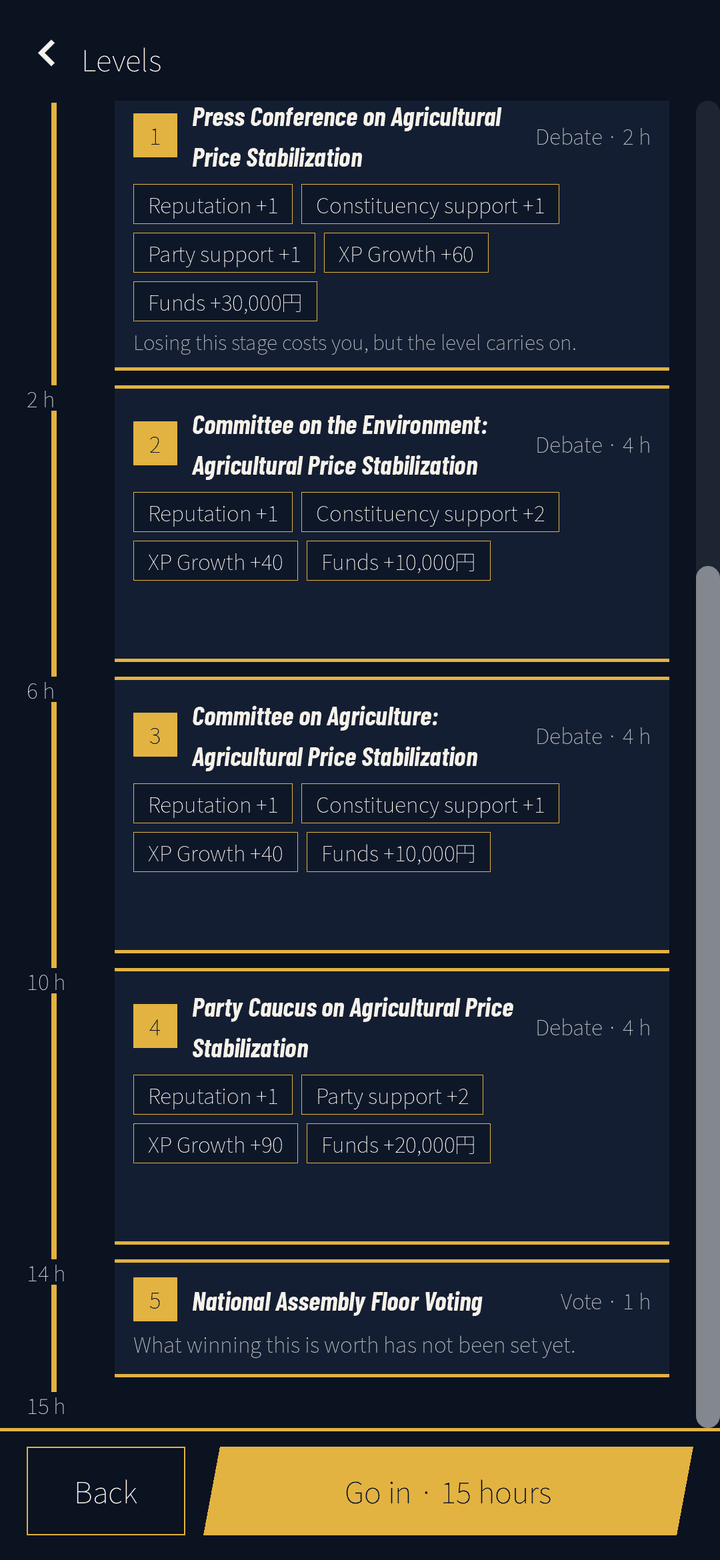 Levels
1
Press Conference on Agricultural
Price Stabilization
Debate · 2 h
Reputation +1
Constituency support +1
Party support +1
XP Growth +60
Funds +30,000円
Losing this stage costs you, but the level carries on.
2 h
2
Committee on the Environment:
Agricultural Price Stabilization
Debate · 4 h
Reputation +1
Constituency support +2
XP Growth +40
Funds +10,000円
6 h
3
Committee on Agriculture:
Agricultural Price Stabilization
Debate · 4 h
Reputation +1
Constituency support +1
XP Growth +40
Funds +10,000円
10 h
4
Party Caucus on Agricultural Price
Stabilization
Debate · 4 h
Reputation +1
Party support +2
XP Growth +90
Funds +20,000円
14 h
5
National Assembly Floor Voting
Vote · 1 h
What winning this is worth has not been set yet.
15 h
Back
Go in · 15 hours